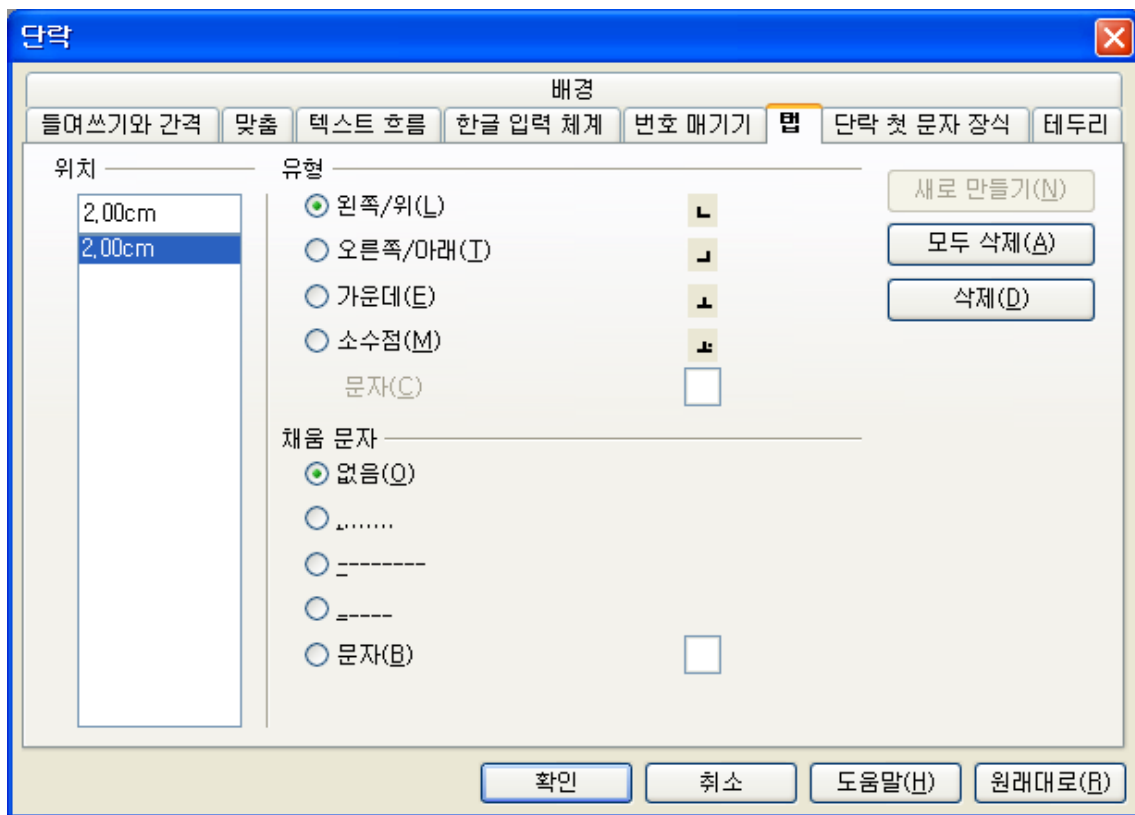 단락
배경
들여쓰기와 간격 맞춤 텍스트 흐름 한글 입력 체계 번호 매기기 탭 단락 첫 문자 장식 테두리
위치 유형
2,00cm
2,00cm
왼쪽/위(L)
오른쪽/아래(T)
가운데(E)
소수점(M)
문자(C)
새로 만들기(N)
모두 삭제(A)
삭제(D)
채움 문자
없음(O)
........
---------
_____
문자(B)
확인 취소 도움말(H) 원래대로(R)